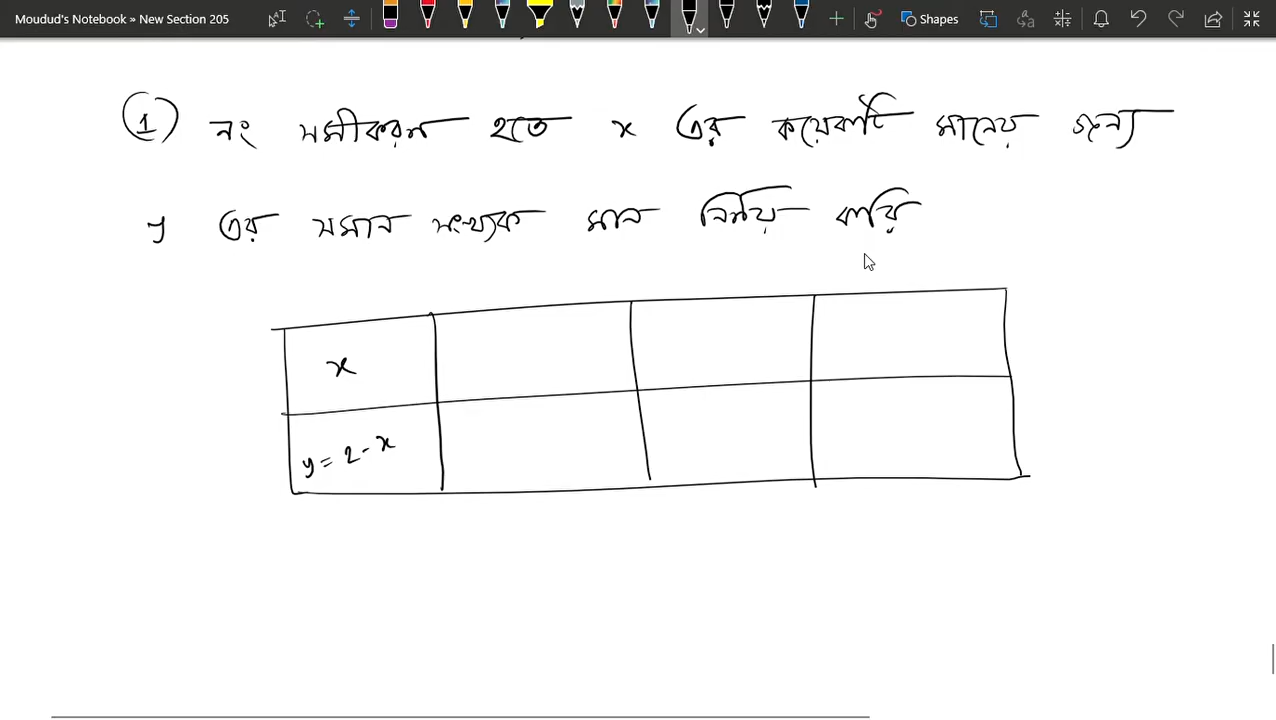 Moudud's Notebook » New Section 205
Shapes
① নং সমীকরণ হতে x এর কয়েকটি মানের জন্য
y এর সমান সংখ্যক মান নির্ণয় করি
x
y = 2 - x